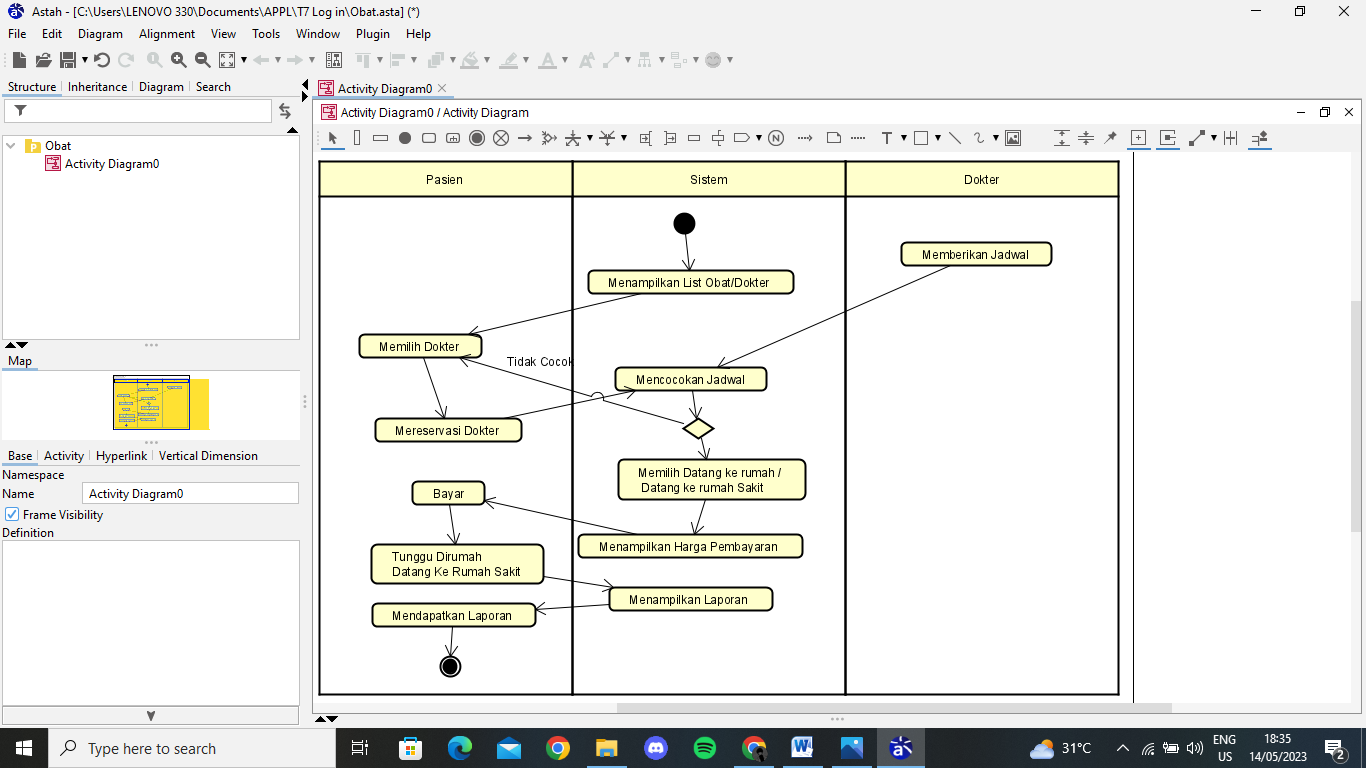 Astah - [C:\Users\LENOVO 330\Documents\APPL\T7 Log in\Obat.asta] (*)
File Edit Diagram Alignment View Tools Window Plugin Help
Structure Inheritance Diagram Search
Activity Diagram0
Activity Diagram0 / Activity Diagram
Obat
Activity Diagram0
Map
Base Activity Hyperlink Vertical Dimension
Namespace
Name Activity Diagram0
Frame Visibility
Definition
Pasien Sistem Dokter
Memberikan Jadwal
Menampilkan List Obat/Dokter
Memilih Dokter
Tidak Cocok
Mencocokan Jadwal
Mereservasi Dokter
Memilih Datang ke rumah /
Datang ke rumah Sakit
Bayar
Menampilkan Harga Pembayaran
Tunggu Dirumah
Datang Ke Rumah Sakit
Menampilkan Laporan
Mendapatkan Laporan
Type here to search
31°C
ENG
US
18:35
14/05/2023
2